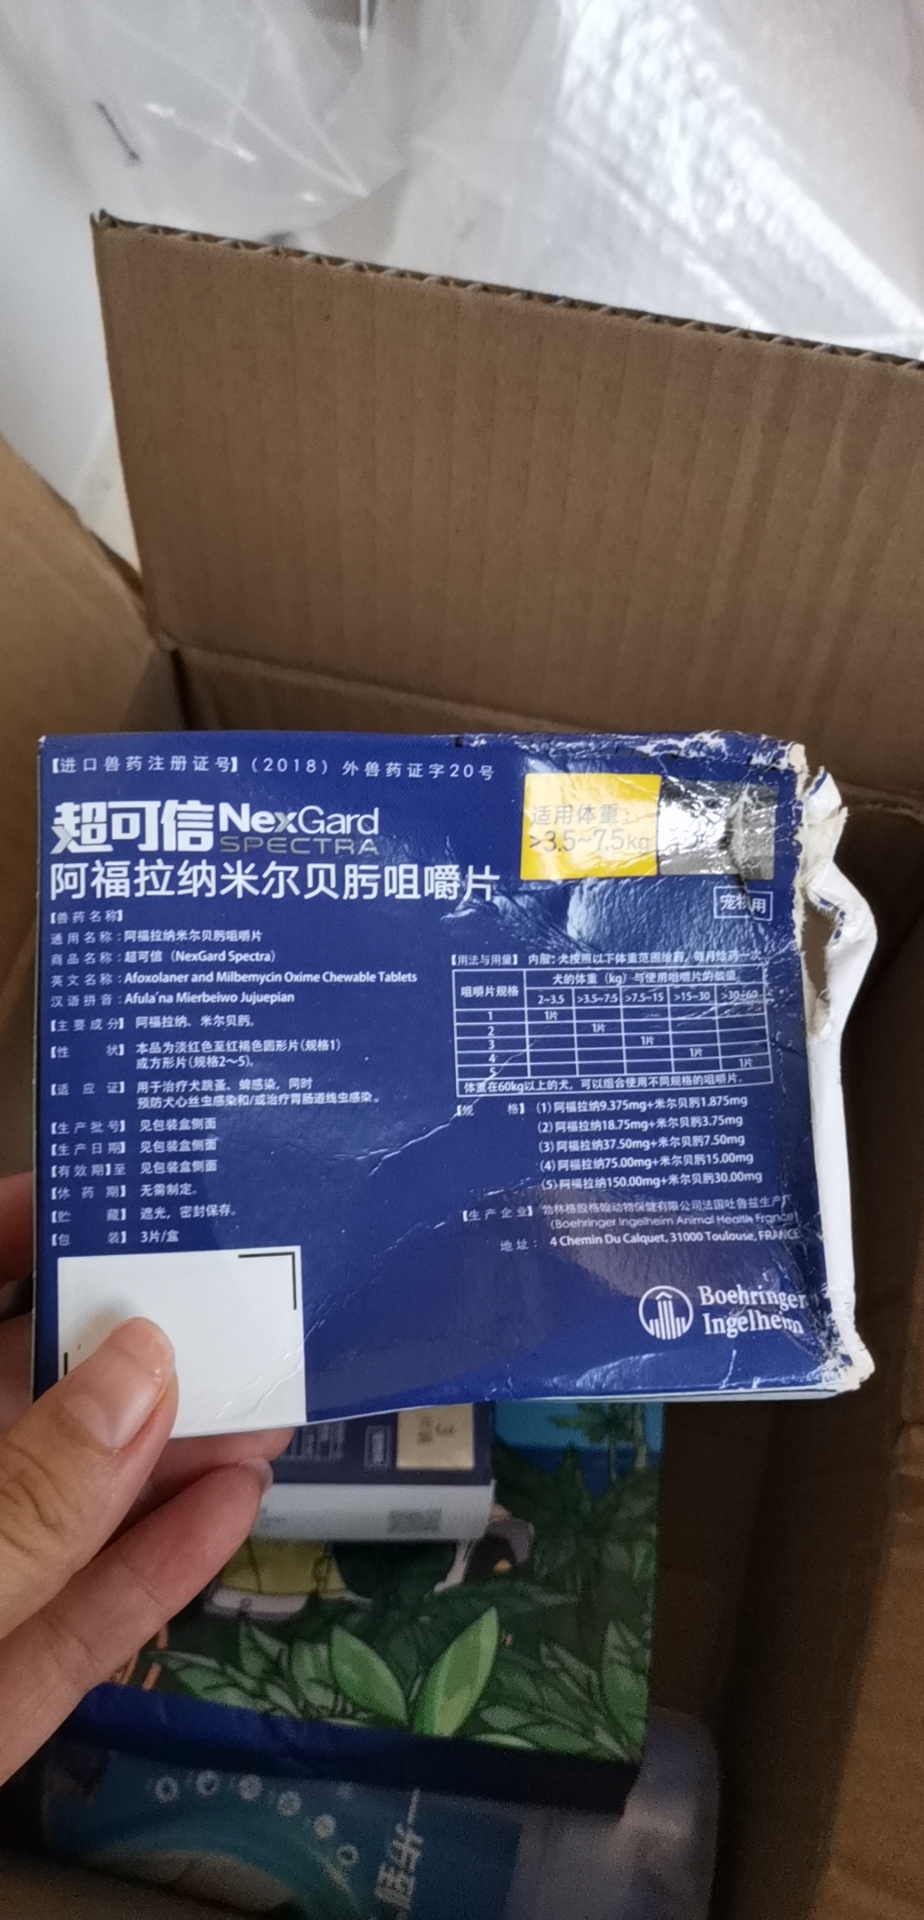 【进口兽药注册证号】(2018) 外兽药证字20号
超可信 NexGard
SPECTRA
阿福拉纳米尔贝肟咀嚼片
适用体重：
>3.5~7.5kg
宠物用
【兽药名称】
通用名称：阿福拉纳米尔贝肟咀嚼片
商品名称：超可信 (NexGard Spectra)
英文名称：Afoxolaner and Milbemycin Oxime Chewable Tablets
汉语拼音：Afula'na Mierbeiwo Jujuepian
【主要成分】 阿福拉纳、米尔贝肟。
【性 状】 本品为淡红色至红褐色圆形片(规格1)
或方形片(规格2～5)。
【适 应 证】 用于治疗犬跳蚤、蜱感染，同时
预防犬心丝虫感染和/或治疗胃肠道线虫感染。
【生产批号】 见包装盒侧面
【生产日期】 见包装盒侧面
【有效期】至 见包装盒侧面
【休 药 期】 无需制定。
【贮 藏】 遮光，密封保存。
【包 装】 3片/盒
【用法与用量】 内服：犬按照以下体重范围给药，每月给药一次
咀嚼片规格 犬的体重 (kg) 与使用咀嚼片的数量
2~3.5 >3.5~7.5 >7.5~15 >15~30 >30~60
1 1片
2 1片
3 1片
4 1片
5 1片
体重在60kg以上的犬，可以组合使用不同规格的咀嚼片。
【规 格】 (1) 阿福拉纳9.375mg+米尔贝肟1.875mg
(2) 阿福拉纳18.75mg+米尔贝肟3.75mg
(3) 阿福拉纳37.50mg+米尔贝肟7.50mg
(4) 阿福拉纳75.00mg+米尔贝肟15.00mg
(5) 阿福拉纳150.00mg+米尔贝肟30.00mg
【生产企业】 勃林格殷格翰动物保健有限公司法国吐鲁兹生产厂
(Boehringer Ingelheim Animal Health France)
地址： 4 Chemin Du Calquet, 31000 Toulouse, FRANCE
Boehringer
Ingelheim